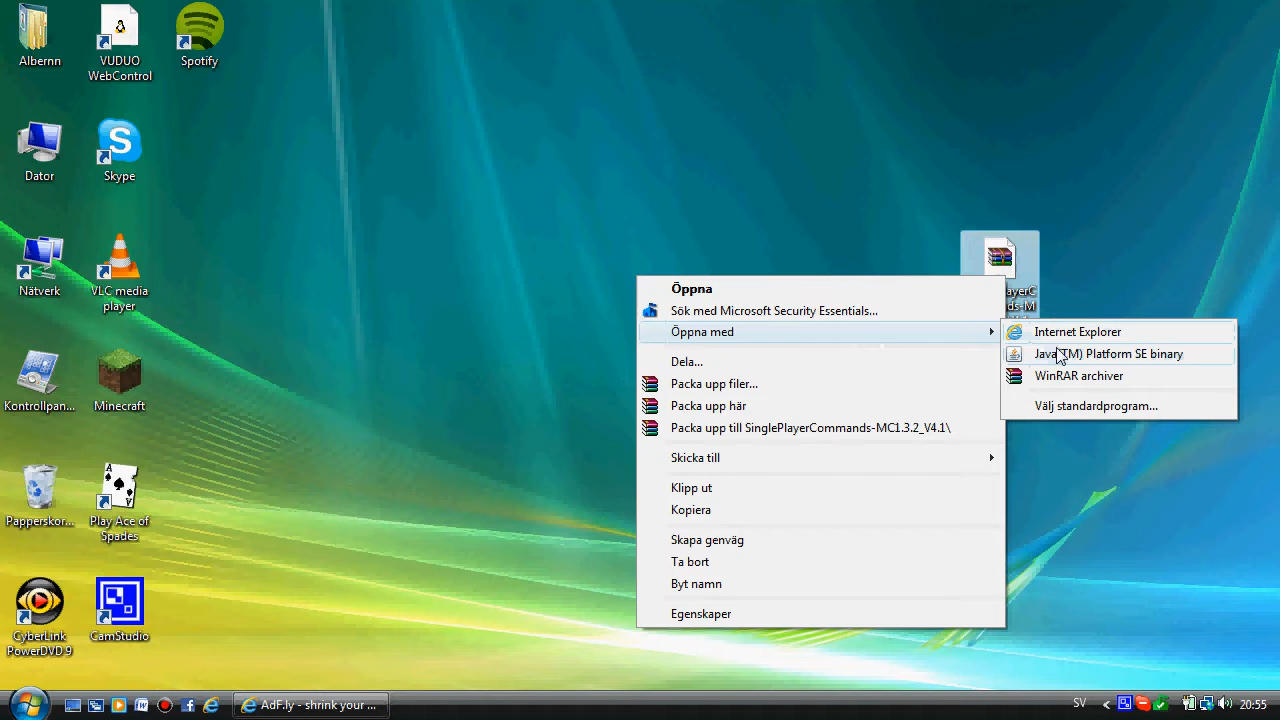 Albernn
VUDUO
WebControl
Spotify
Dator
Skype
Nätverk
VLC media
player
Kontrollpan...
Minecraft
Papperskor...
Play Ace of
Spades
CyberLink
PowerDVD 9
CamStudio
Öppna
Sök med Microsoft Security Essentials...
Öppna med
Dela...
Packa upp filer...
Packa upp här
Packa upp till SinglePlayerCommands-MC1.3.2_V4.1\
Skicka till
Klipp ut
Kopiera
Skapa genväg
Ta bort
Byt namn
Egenskaper
Internet Explorer
Java(TM) Platform SE binary
WinRAR archiver
Välj standardprogram...
AdF.ly - shrink your ...
SV
20:55